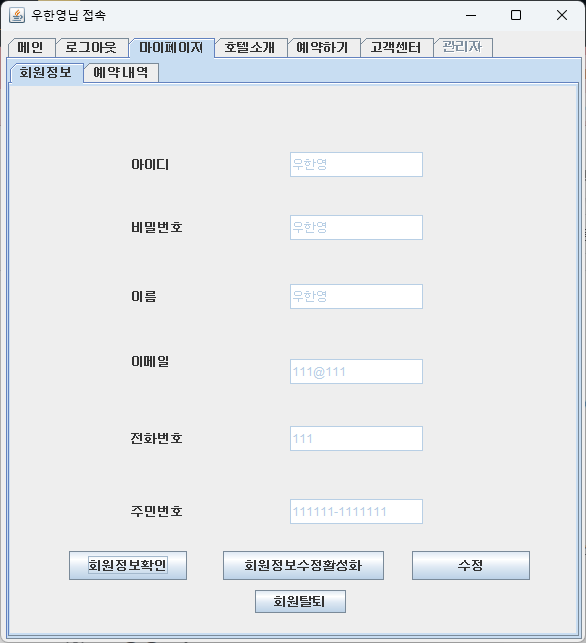 우한영님 접속
메인 로그아웃 마이페이지 호텔소개 예약하기 고객센터 관리자
회원정보 예약내역
아이디 우한영
비밀번호 우한영
이름 우한영
이메일 111@111
전화번호 111
주민번호 111111-1111111
회원정보확인 회원정보수정활성화 수정
회원탈퇴